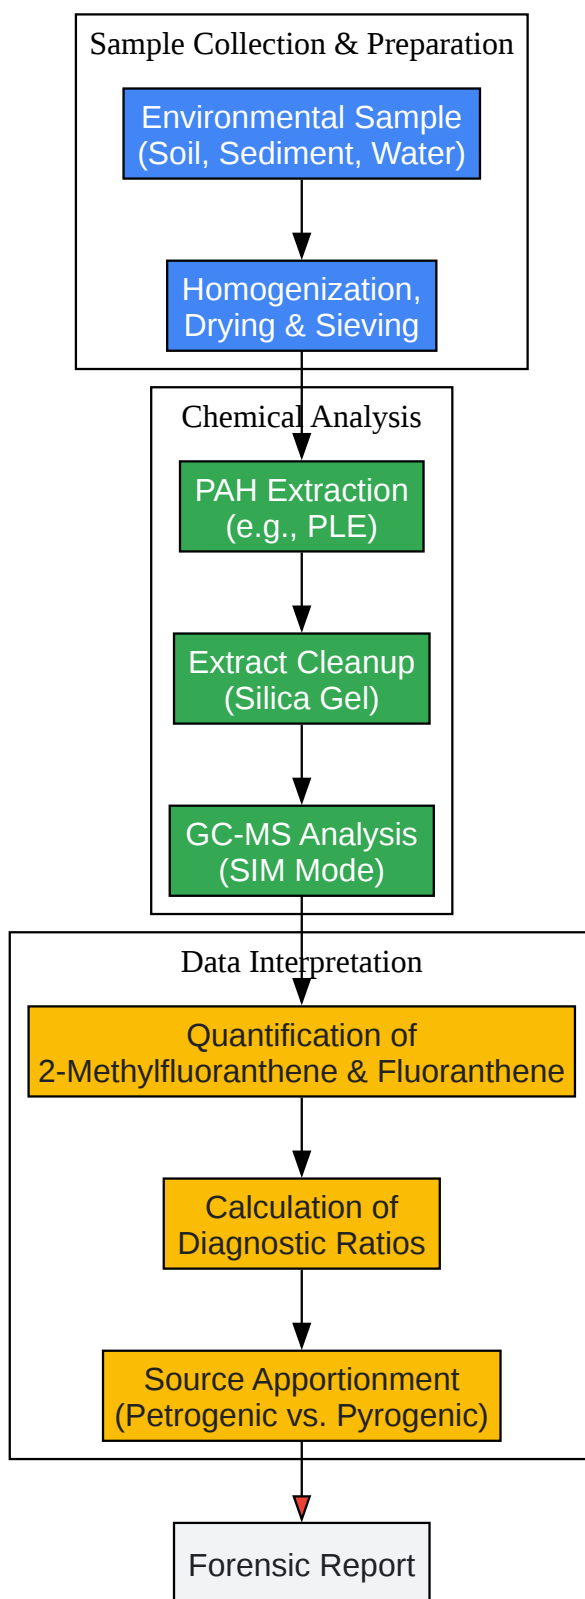 Sample Collection & Preparation
Environmental Sample
(Soil, Sediment, Water)
Homogenization,
Drying & Sieving
Chemical Analysis
PAH Extraction
(e.g., PLE)
Extract Cleanup
(Silica Gel)
GC-MS Analysis
(SIM Mode)
Data Interpretation
Quantification of
2-Methylfluoranthene & Fluoranthene
Calculation of
Diagnostic Ratios
Source Apportionment
(Petrogenic vs. Pyrogenic)
Forensic Report